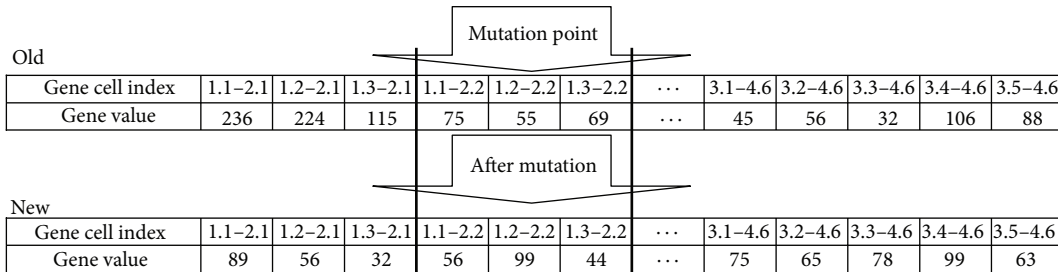 Mutation point
Old
Gene cell index 1.1–2.1 1.2–2.1 1.3–2.1 1.1–2.2 1.2–2.2 1.3–2.2 ··· 3.1–4.6 3.2–4.6 3.3–4.6 3.4–4.6 3.5–4.6
Gene value 236 224 115 75 55 69 ··· 45 56 32 106 88
After mutation
New
Gene cell index 1.1–2.1 1.2–2.1 1.3–2.1 1.1–2.2 1.2–2.2 1.3–2.2 ··· 3.1–4.6 3.2–4.6 3.3–4.6 3.4–4.6 3.5–4.6
Gene value 89 56 32 56 99 44 ··· 75 65 78 99 63